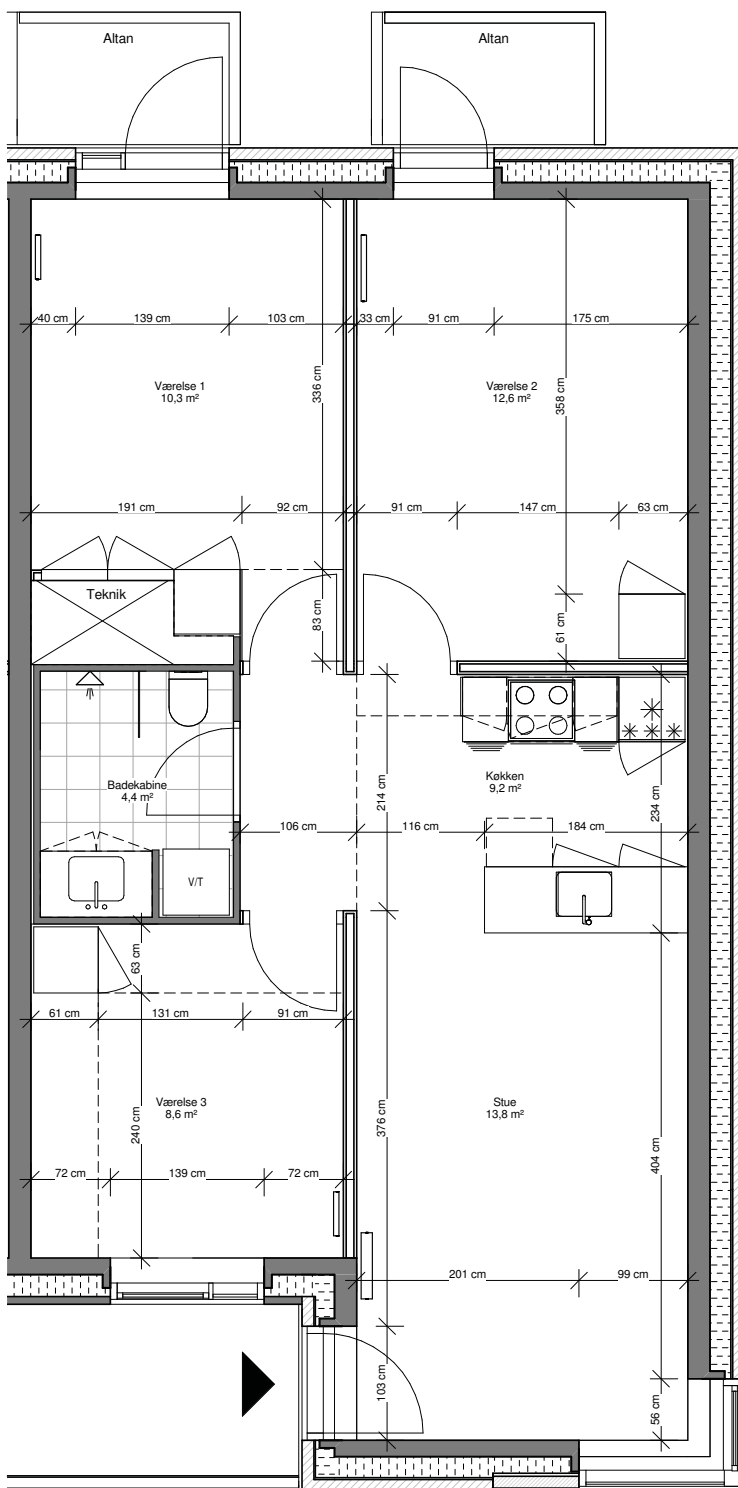 Altan
Altan
40 cm
139 cm
103 cm
33 cm
91 cm
175 cm
Værelse 1
10,3 m²
336 cm
Værelse 2
12,6 m²
358 cm
191 cm
92 cm
91 cm
147 cm
63 cm
Teknik
83 cm
61 cm
Badekabine
4,4 m²
Køkken
9,2 m²
214 cm
234 cm
106 cm
116 cm
184 cm
V/T
63 cm
61 cm
131 cm
91 cm
Værelse 3
8,6 m²
240 cm
Stue
13,8 m²
376 cm
404 cm
72 cm
139 cm
72 cm
201 cm
99 cm
103 cm
56 cm